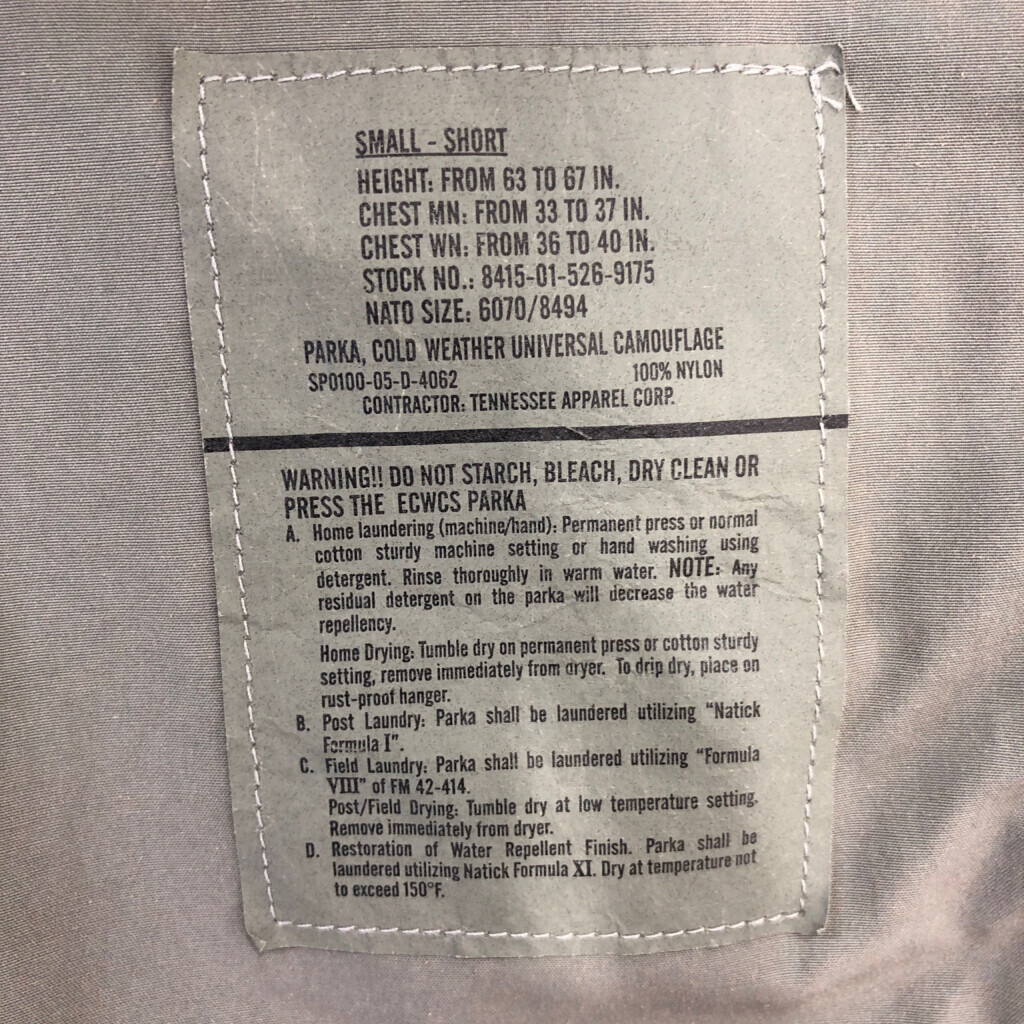 SMALL - SHORT
HEIGHT: FROM 63 TO 67 IN.
CHEST MN: FROM 33 TO 37 IN.
CHEST WN: FROM 36 TO 40 IN.
STOCK NO.: 8415-01-526-9175
NATO SIZE: 6070/8494
PARKA, COLD WEATHER UNIVERSAL CAMOUFLAGE
SPO100-05-D-4062 100% NYLON
CONTRACTOR: TENNESSEE APPAREL CORP.
WARNING!! DO NOT STARCH, BLEACH, DRY CLEAN OR
PRESS THE ECWCS PARKA
A. Home laundering (machine/hand): Permanent press or normal
cotton sturdy machine setting or hand washing using
detergent. Rinse thoroughly in warm water. NOTE: Any
residual detergent on the parka will decrease the water
repellency.
Home Drying: Tumble dry on permanent press or cotton sturdy
setting, remove immediately from dryer. To drip dry, place on
rust-proof hanger.
B. Post Laundry: Parka shall be laundered utilizing "Natick
Formula I".
C. Field Laundry: Parka shall be laundered utilizing "Formula
VIII" of FM 42-414.
Post/Field Drying: Tumble dry at low temperature setting.
Remove immediately from dryer.
D. Restoration of Water Repellent Finish. Parka shall be
laundered utilizing Natick Formula XI. Dry at temperature not
to exceed 150°F.